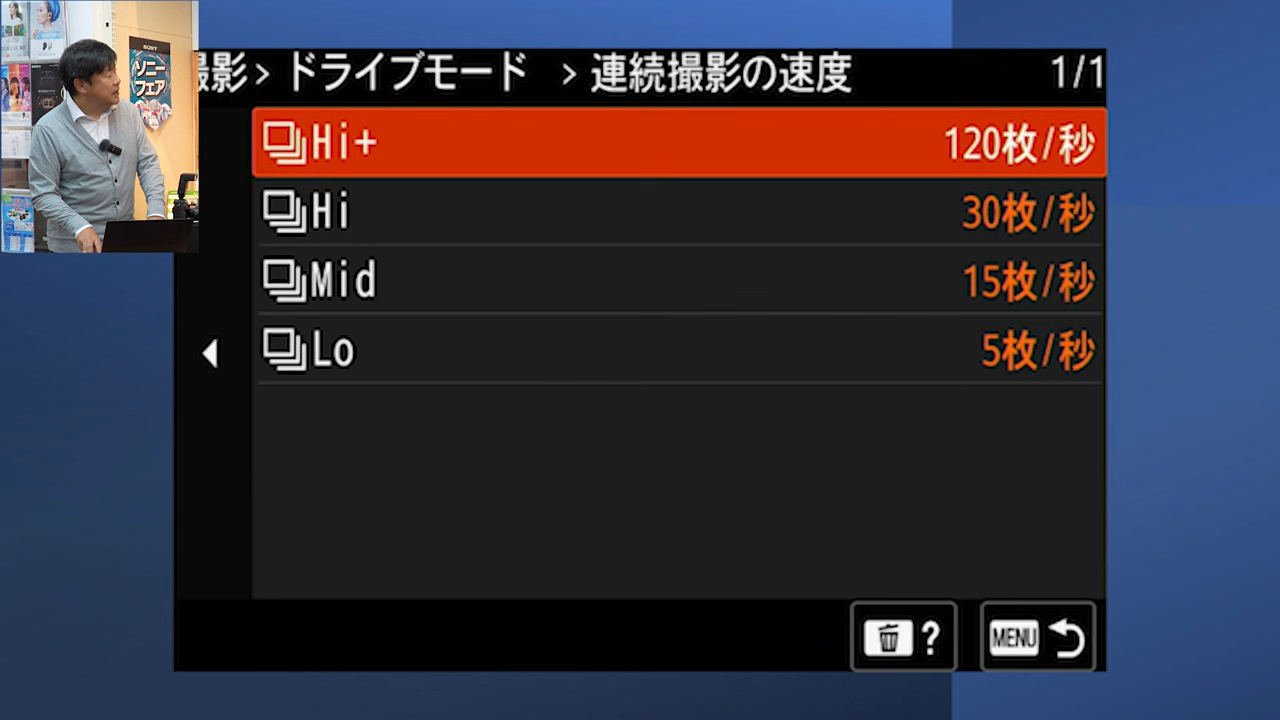 撮影> ドライブモード > 連続撮影の速度 1/1
Hi+ 120枚/秒
Hi 30枚/秒
Mid 15枚/秒
Lo 5枚/秒
? MENU
SONY
ソニー
フェア